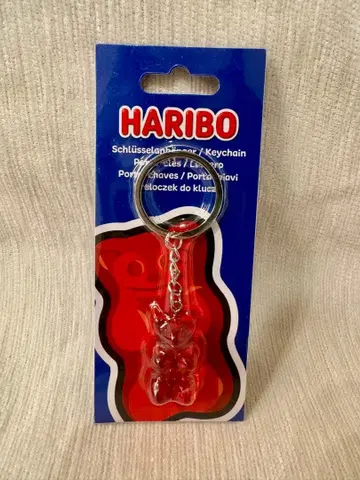 HARIBO
Schlüsselanhänger / Keychain
Porte-clés / Llavero
Porta-chaves / Portachiavi
Breloczek do kluczy